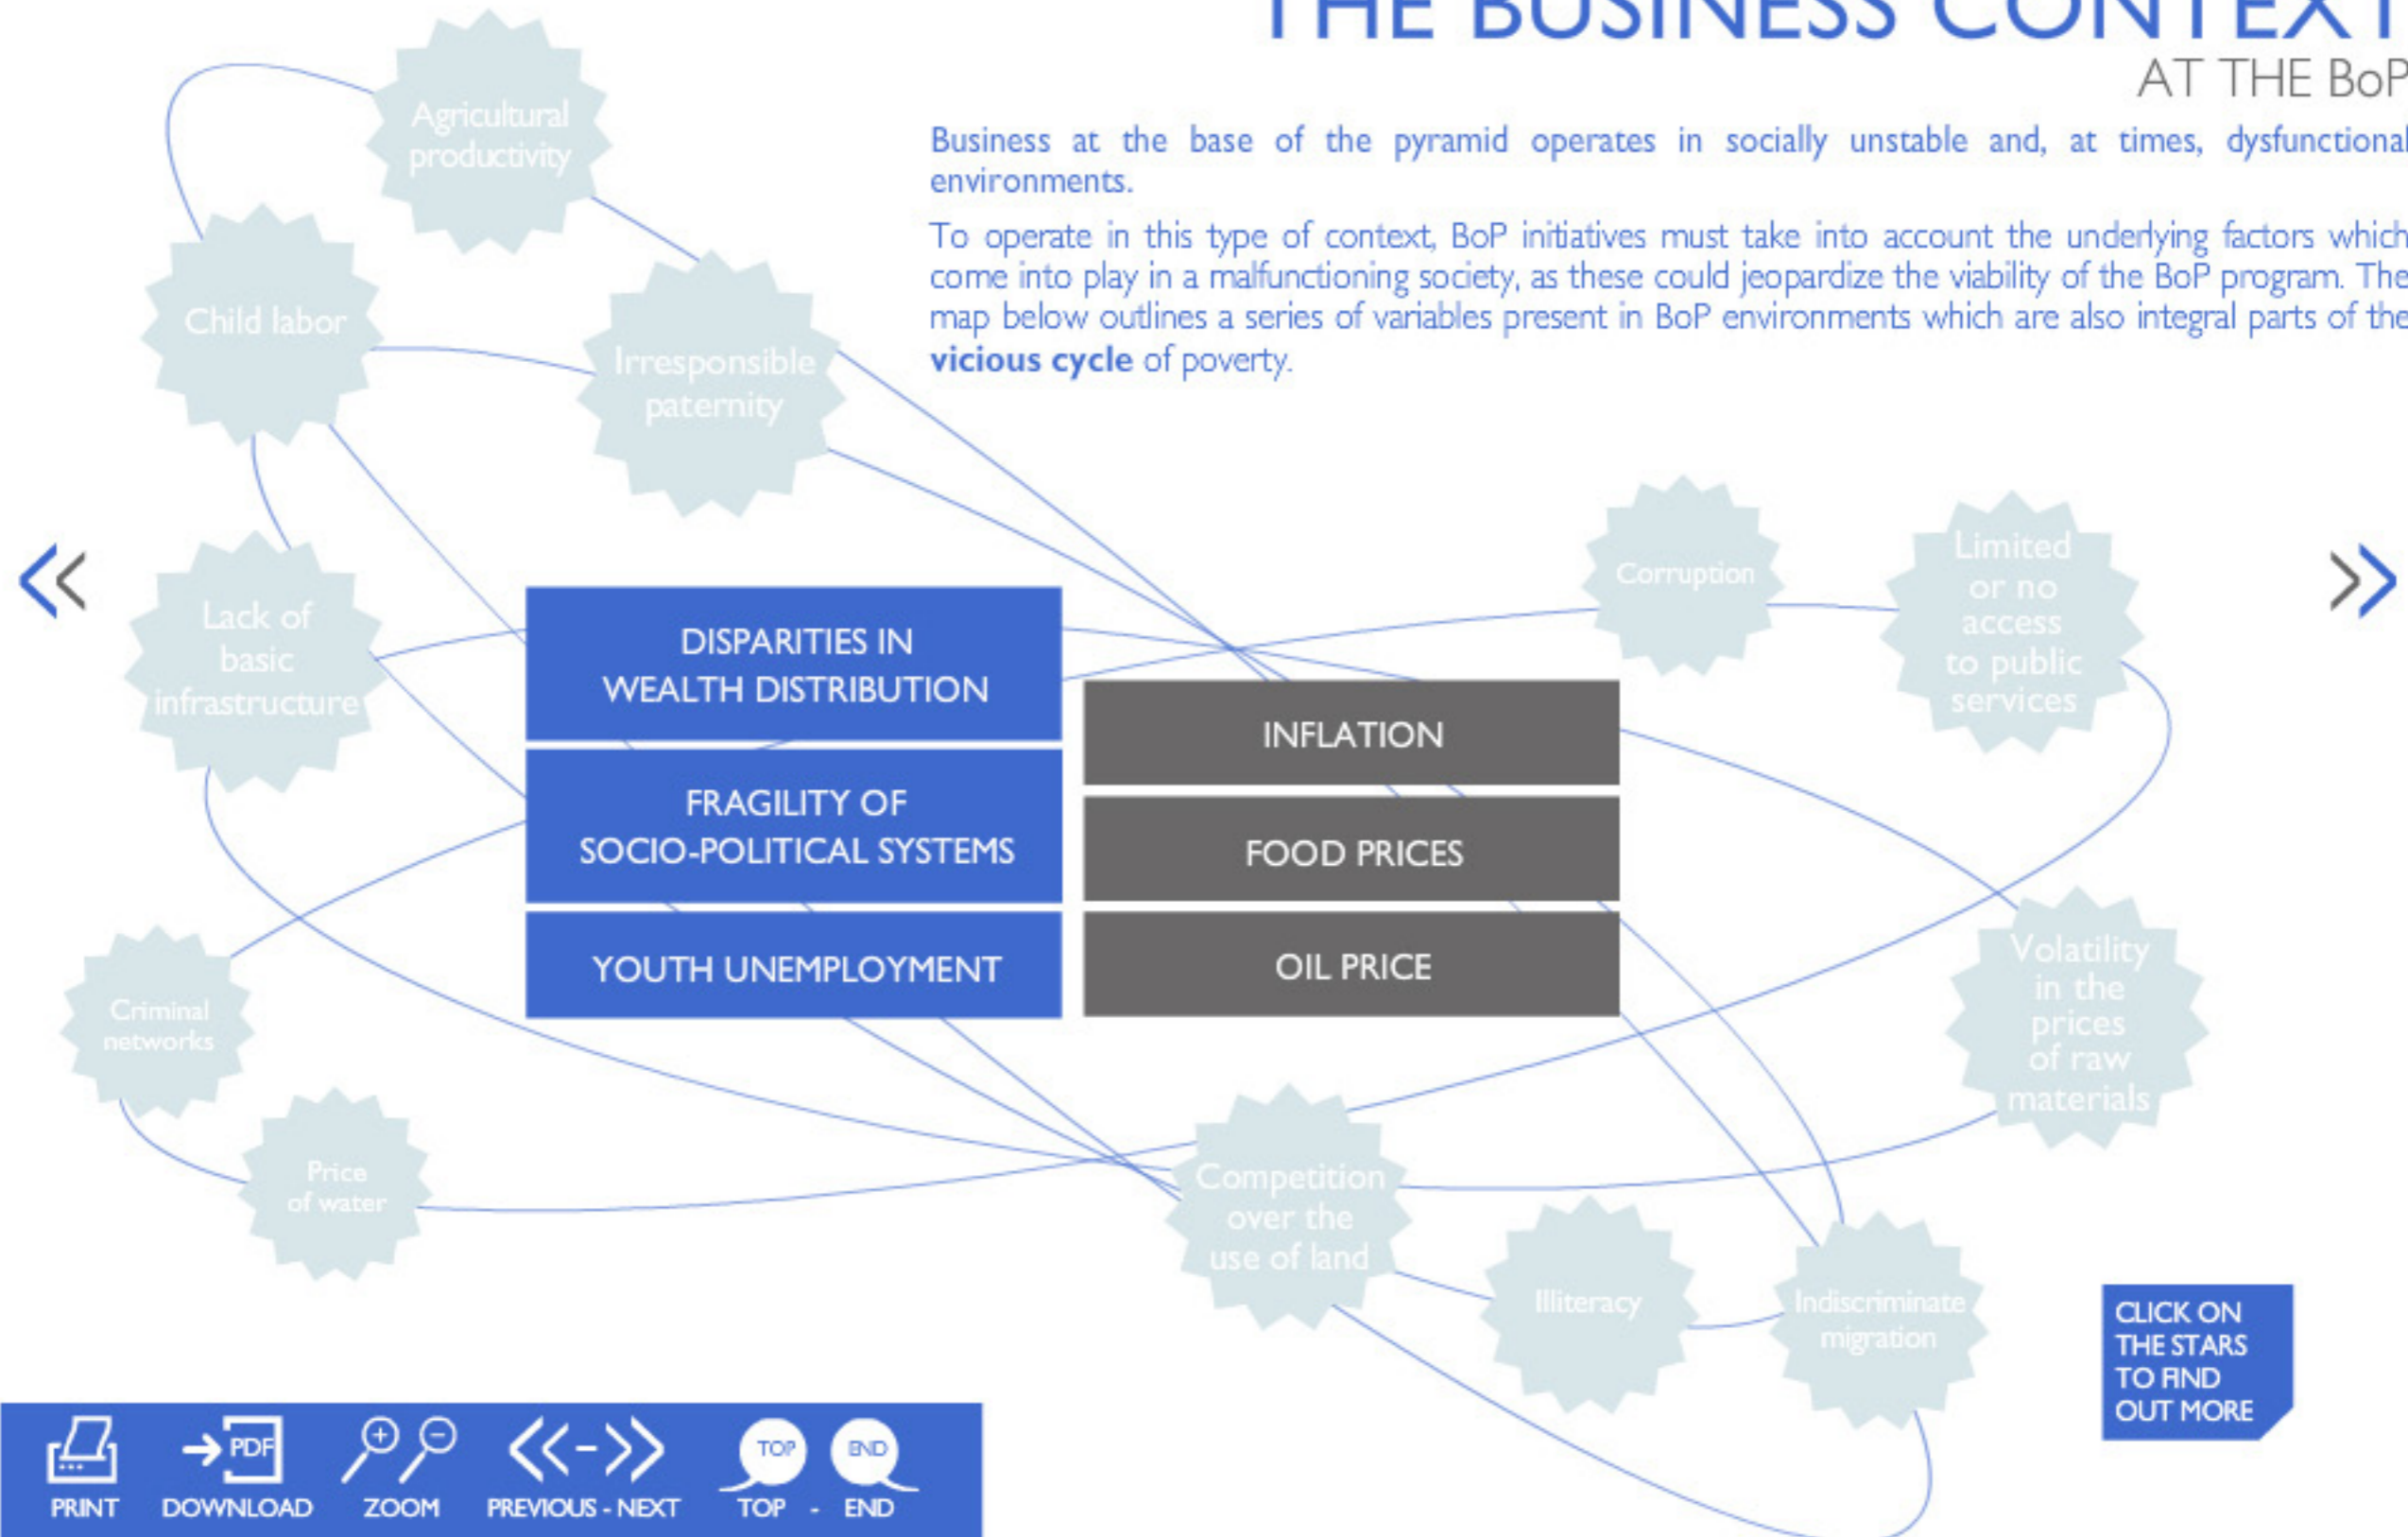 THE BUSINESS CONTEXT
AT THE BoP
Business at the base of the pyramid operates in socially unstable and, at times, dysfunctional
environments.
To operate in this type of context, BoP initiatives must take into account the underlying factors which
come into play in a malfunctioning society, as these could jeopardize the viability of the BoP program. The
map below outlines a series of variables present in BoP environments which are also integral parts of the
vicious cycle of poverty.
Agricultural
productivity
Child labor
Irresponsible
paternity
Corruption
Limited
or no
access
to public
services
Lack of
basic
infrastructure
DISPARITIES IN
WEALTH DISTRIBUTION
FRAGILITY OF
SOCIO-POLITICAL SYSTEMS
YOUTH UNEMPLOYMENT
INFLATION
FOOD PRICES
OIL PRICE
Volatility
in the
prices
of raw
materials
Criminal
networks
Price
of water
Competition
over the
use of land
Illiteracy
Indiscriminate
migration
CLICK ON
THE STARS
TO FIND
OUT MORE
PDF
TOP
END
PRINT
DOWNLOAD
ZOOM
PREVIOUS - NEXT
TOP - END